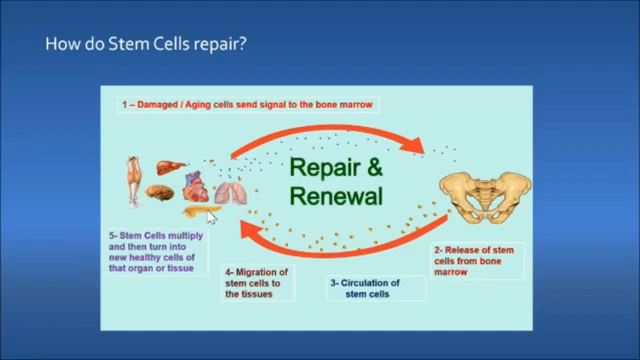 How do Stem Cells repair?
1 – Damaged / Aging cells send signal to the bone marrow
Repair &
Renewal
5- Stem Cells multiply
and then turn into
new healthy cells of
that organ or tissue
4- Migration of
stem cells to
the tissues
3- Circulation of
stem cells
2- Release of stem
cells from bone
marrow